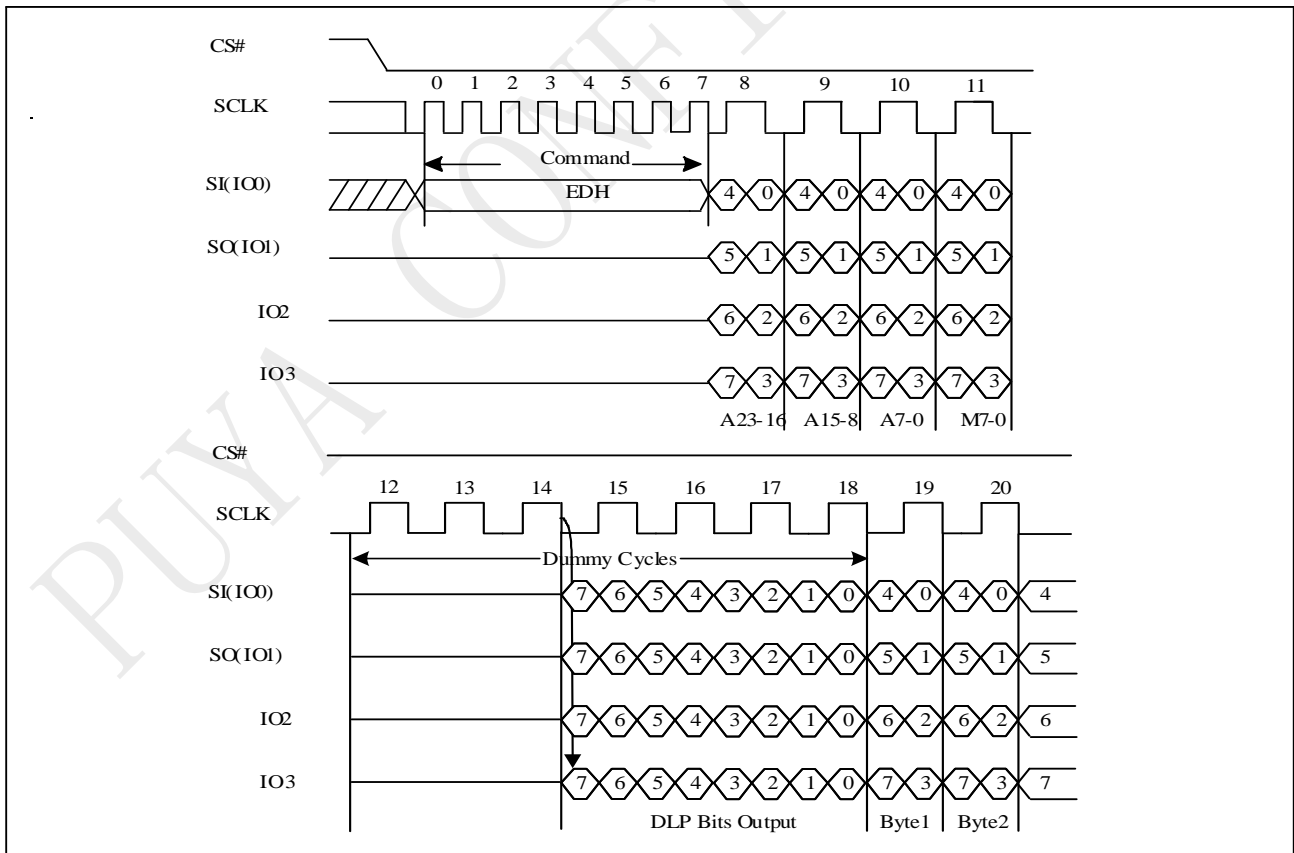 PUYA CONF
CS#
0 1 2 3 4 5 6 7 8 9 10 11
SCLK
Command
SI(IO0) EDH 4 0 4 0 4 0 4 0
SO(IO1) 5 1 5 1 5 1 5 1
IO2 6 2 6 2 6 2 6 2
IO3 7 3 7 3 7 3 7 3
A23-16 A15-8 A7-0 M7-0
CS#
12 13 14 15 16 17 18 19 20
SCLK
Dummy Cycles
SI(IO0) 7 6 5 4 3 2 1 0 4 0 4 0 4
SO(IO1) 7 6 5 4 3 2 1 0 5 1 5 1 5
IO2 7 6 5 4 3 2 1 0 6 2 6 2 6
IO3 7 6 5 4 3 2 1 0 7 3 7 3 7
DLP Bits Output Byte1 Byte2